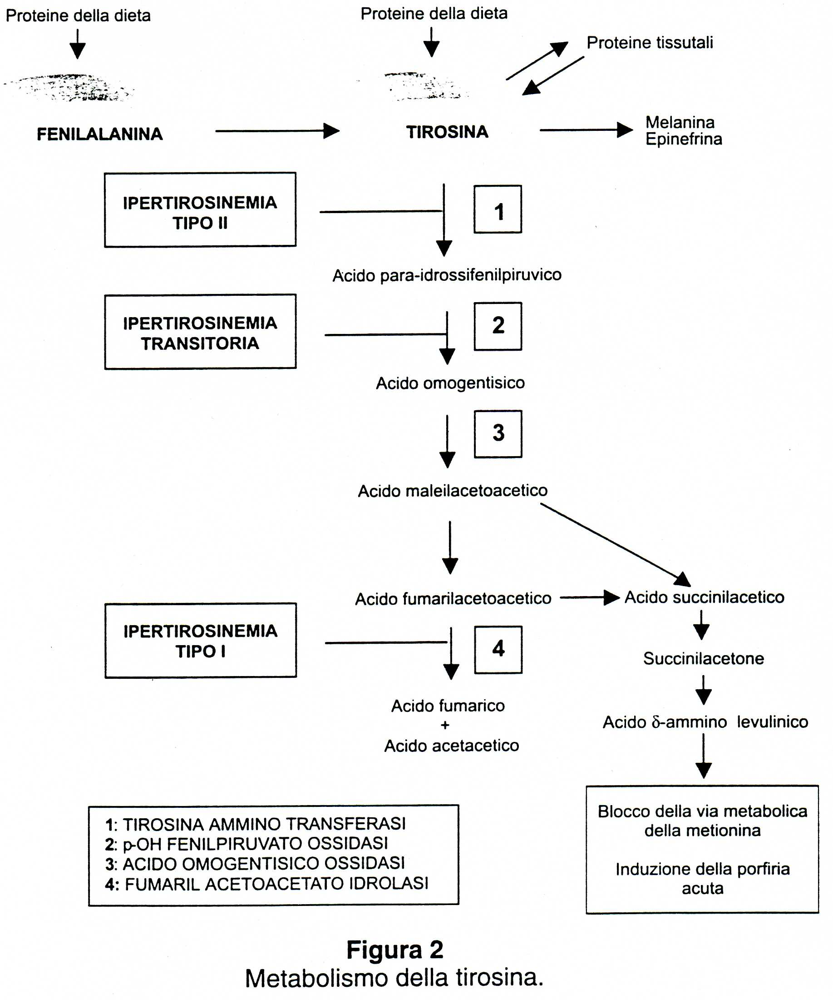 Proteine della dieta
Proteine della dieta
Proteine tissutali
FENILALANINA
TIROSINA
Melanina
Epinefrina
IPERTIROSINEMIA
TIPO II
1
Acido para-idrossifenilpiruvico
IPERTIROSINEMIA
TRANSITORIA
2
Acido omogentisico
3
Acido maleilacetoacetico
Acido fumarilacetoacetico
Acido succinilacetico
IPERTIROSINEMIA
TIPO I
4
Succinilacetone
Acido fumarico
+
Acido acetacetico
Acido δ-ammino levulinico
Blocco della via metabolica
della metionina
Induzione della porfiria
acuta
1: TIROSINA AMMINO TRANSFERASI
2: p-OH FENILPIRUVATO OSSIDASI
3: ACIDO OMOGENTISICO OSSIDASI
4: FUMARIL ACETOACETATO IDROLASI
Figura 2
Metabolismo della tirosina.